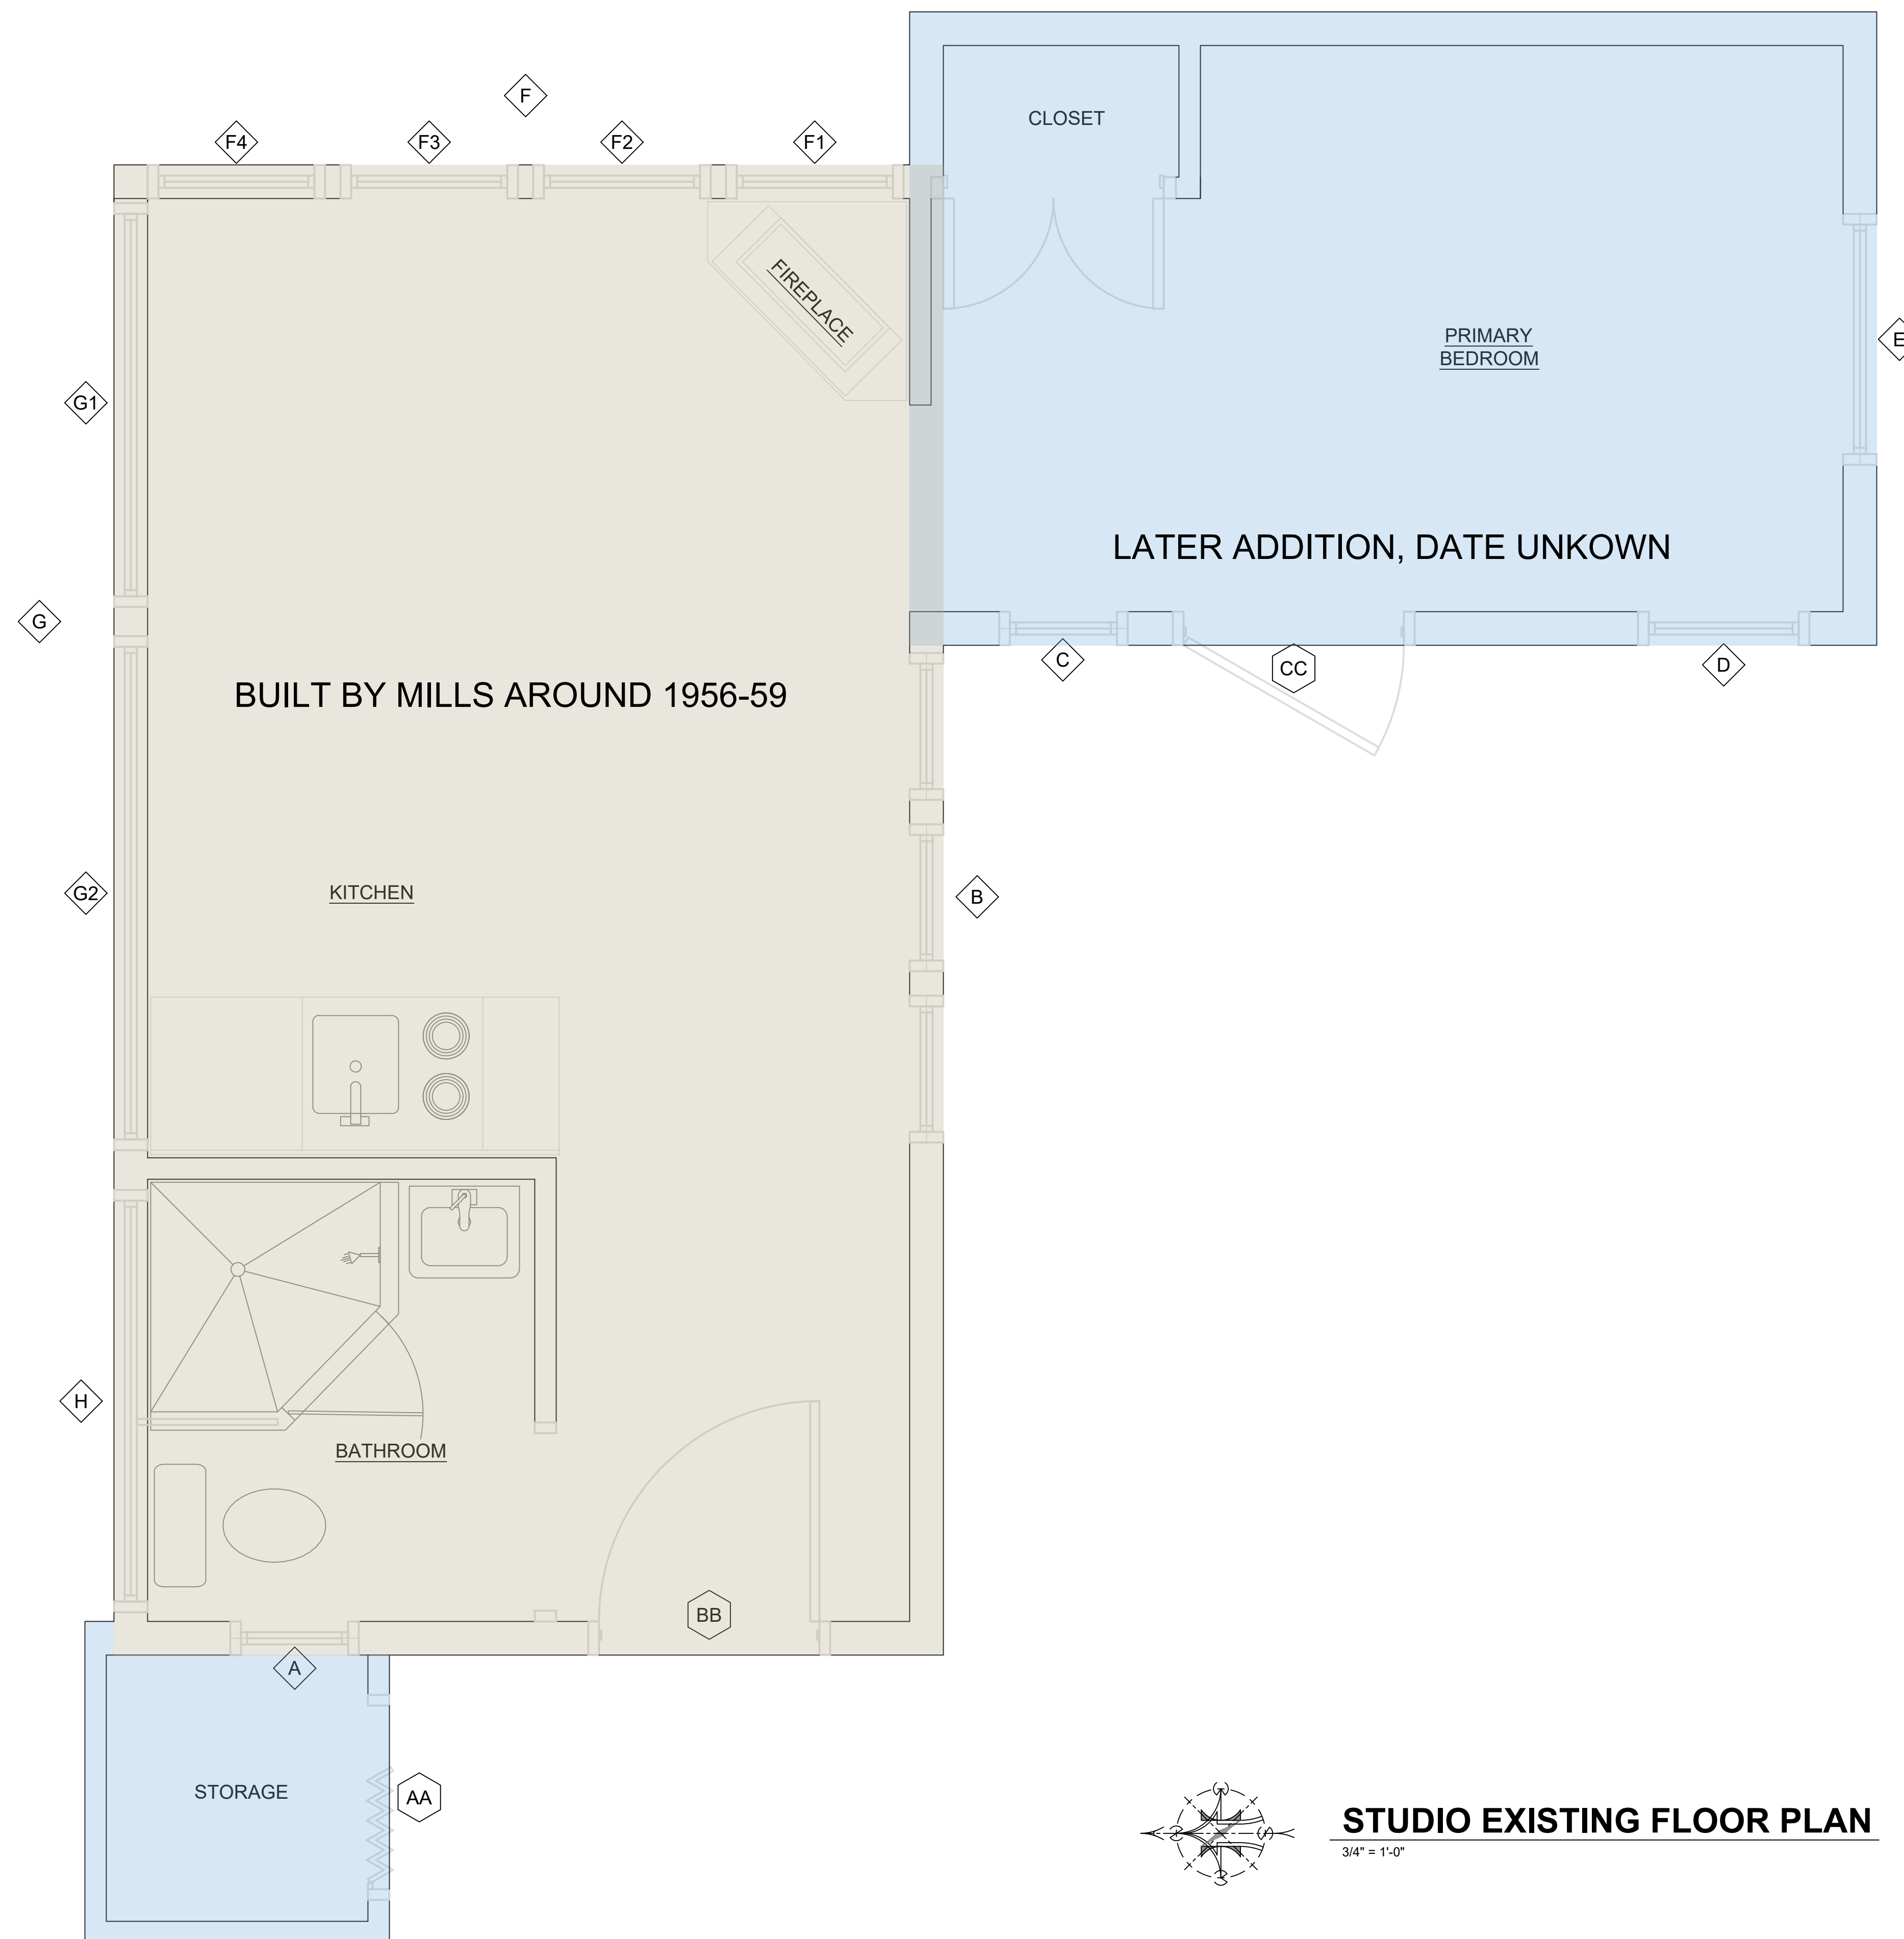 F
CLOSET
F4
F3
F2
F1
FIREPLACE
PRIMARY
BEDROOM
E
G1
LATER ADDITION, DATE UNKOWN
G
C
CC
D
BUILT BY MILLS AROUND 1956-59
KITCHEN
G2
B
H
BATHROOM
BB
A
STORAGE
AA
STUDIO EXISTING FLOOR PLAN
3/4" = 1'-0"